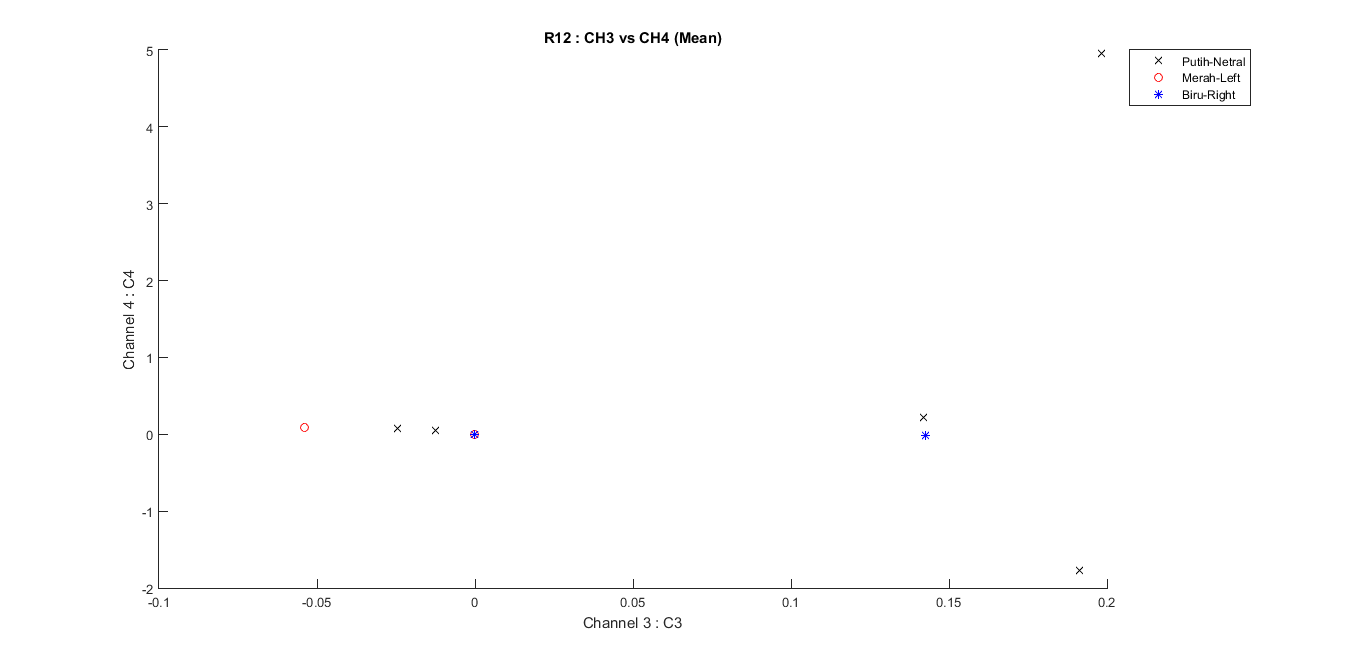 R12 : CH3 vs CH4 (Mean)
Putih-Netral
Merah-Left
Biru-Right
5
4
3
2
1
0
-1
-2
Channel 4 : C4
-0.1
-0.05
0
0.05
0.1
0.15
0.2
Channel 3 : C3